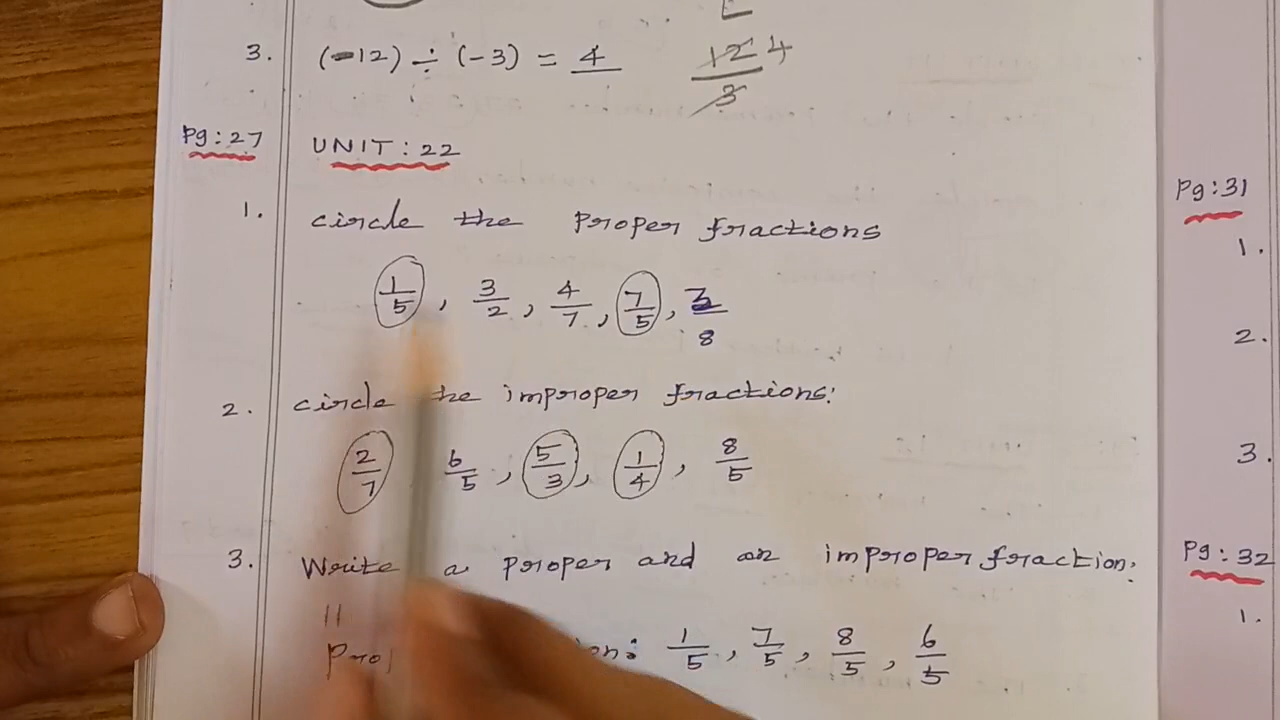 3. (-12) ÷ (-3) = 4 12 4 / 3
Pg: 27 UNIT: 22
1. circle the Proper fractions
1/5, 3/2, 4/7, 7/5, 3/8
2. circle the improper fractions:
2/7 6/5, 5/3, 1/4, 8/5
3. Write a proper and an improper fraction:
1/5, 7/5, 8/5, 6/5
Pg: 31
1.
2.
3.
Pg: 32
1.